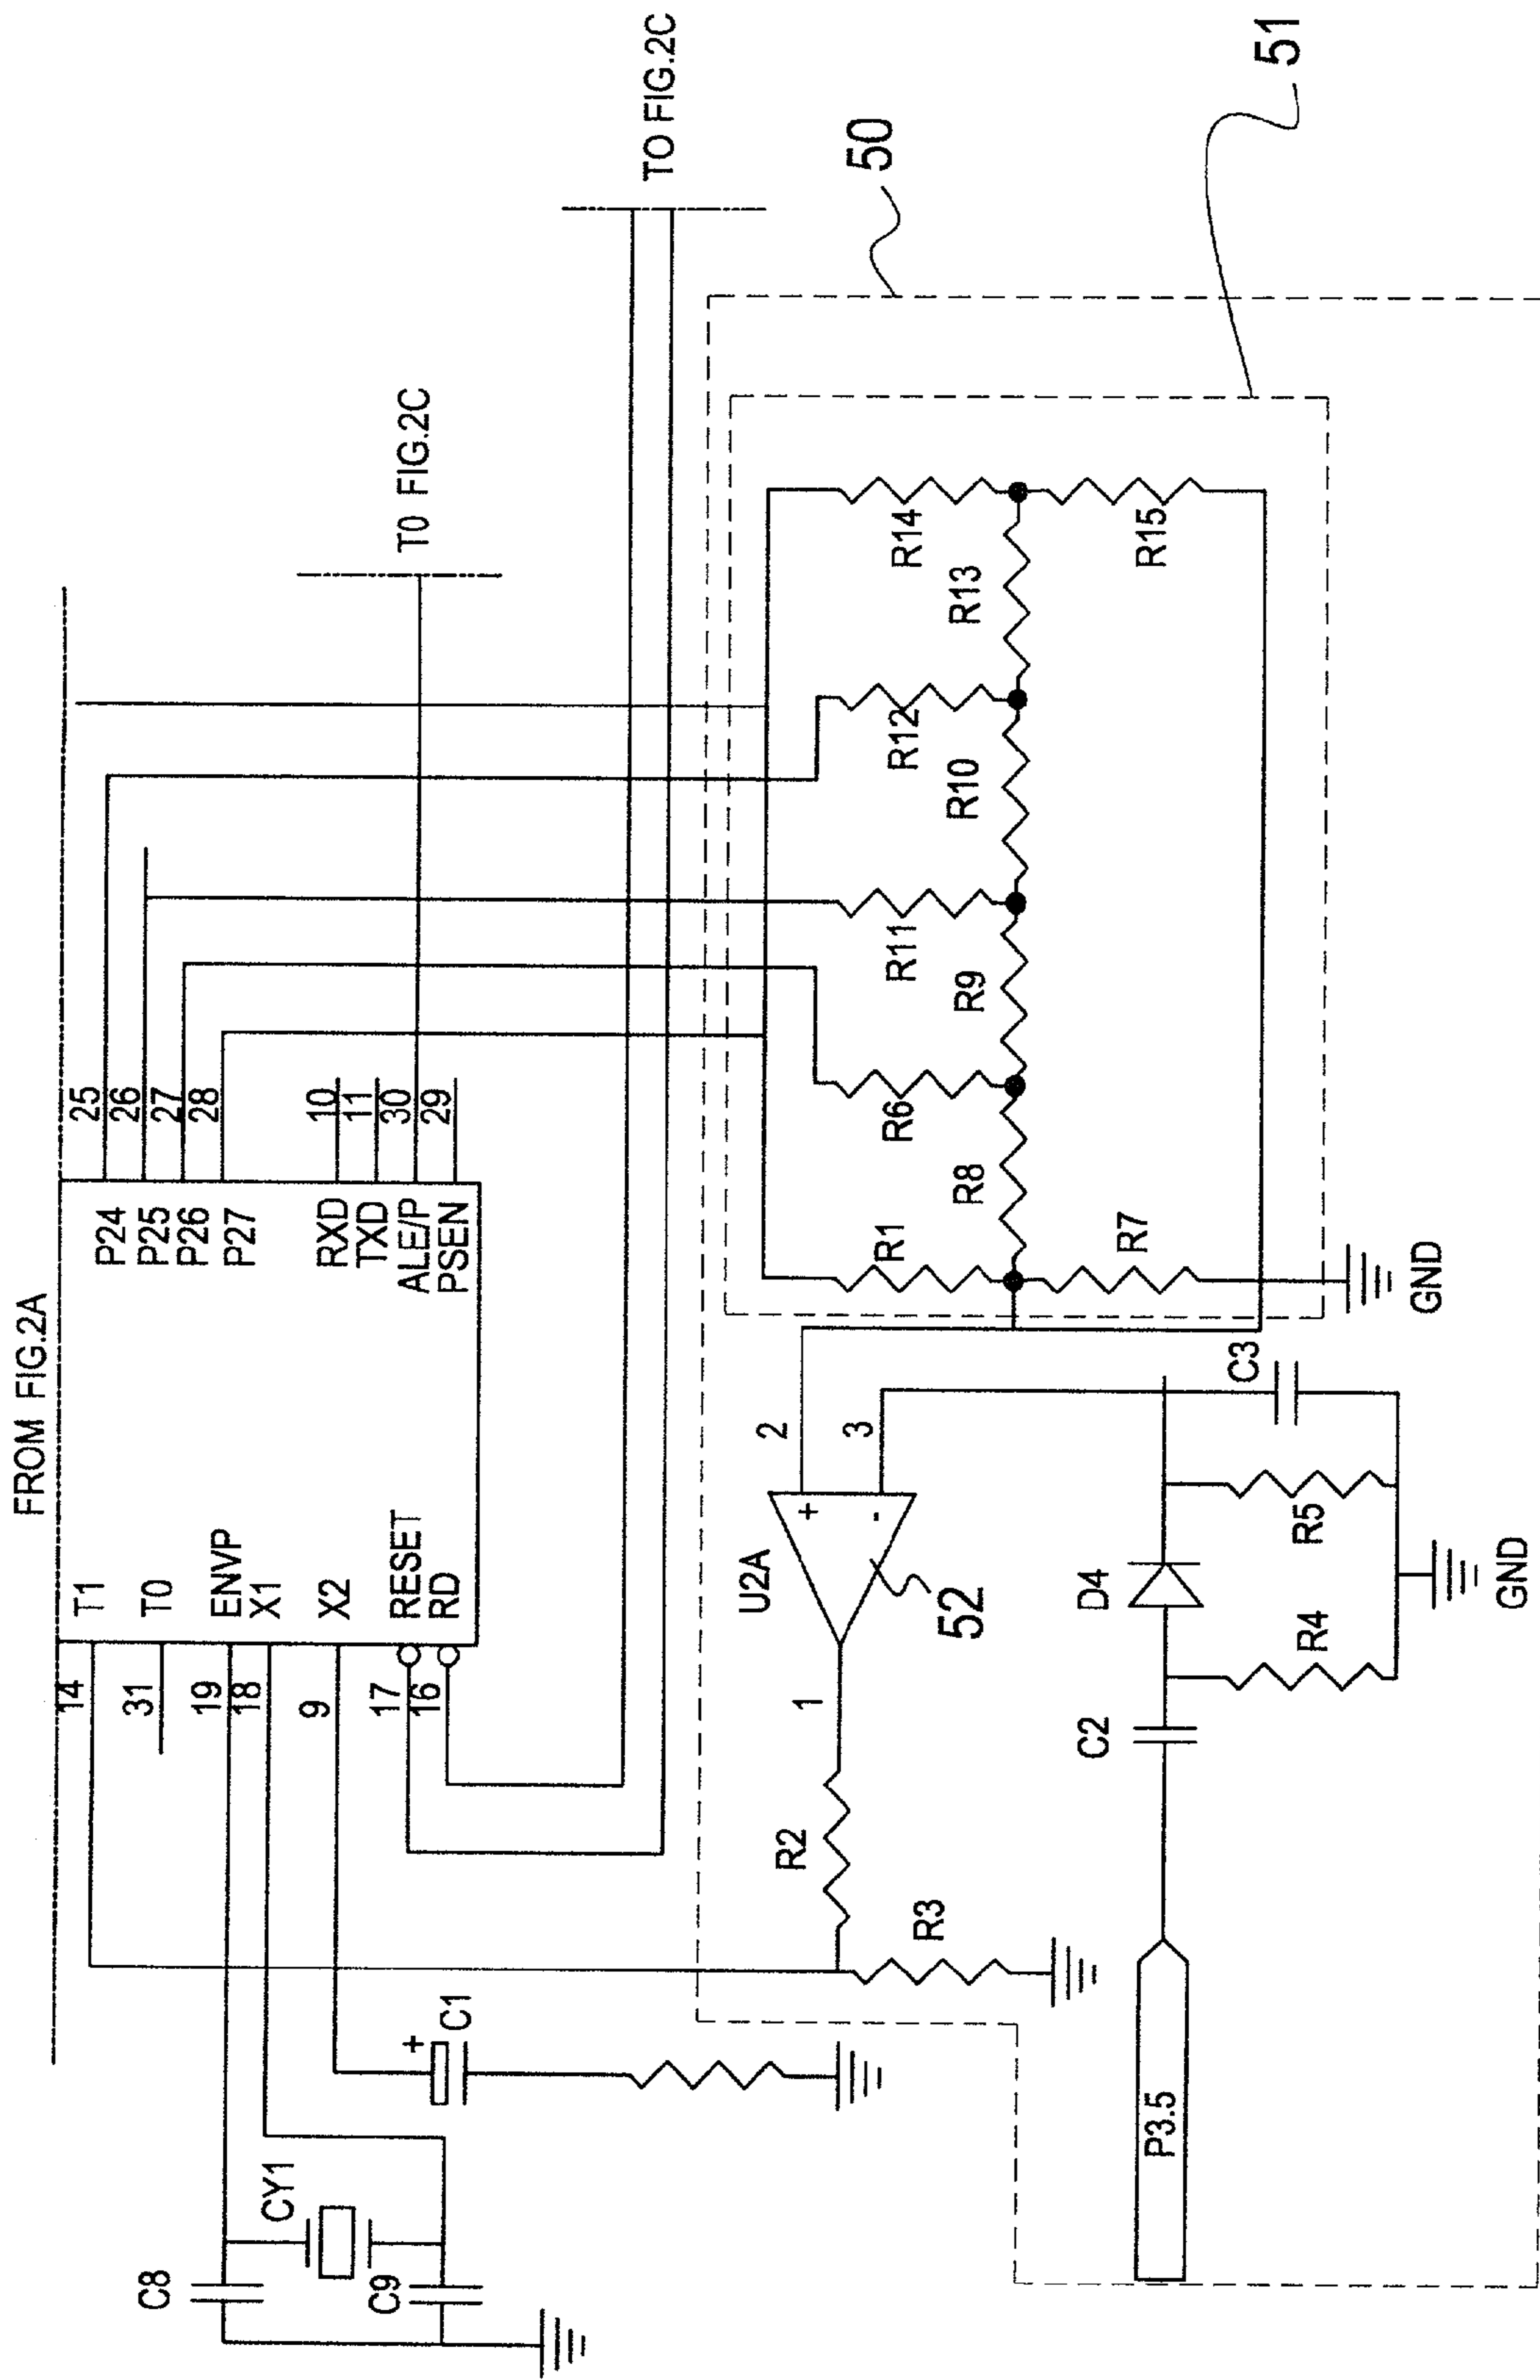 FROM FIG.2A
14
T1
31
T0
19
ENVP
18
X1
9
X2
17
RESET
16
RD
P24
25
P25
26
P26
27
P27
28
RXD
10
TXD
11
ALE/P
30
PSEN
29
T0 FIG.2C
TO FIG.2C
C8
CY1
C9
+
C1
50
51
R1
R6
R11
R12
R14
R8
R9
R10
R13
R7
R15
GND
U2A
+
-
2
3
1
52
R2
R3
P3.5
C2
D4
R4
R5
C3
GND